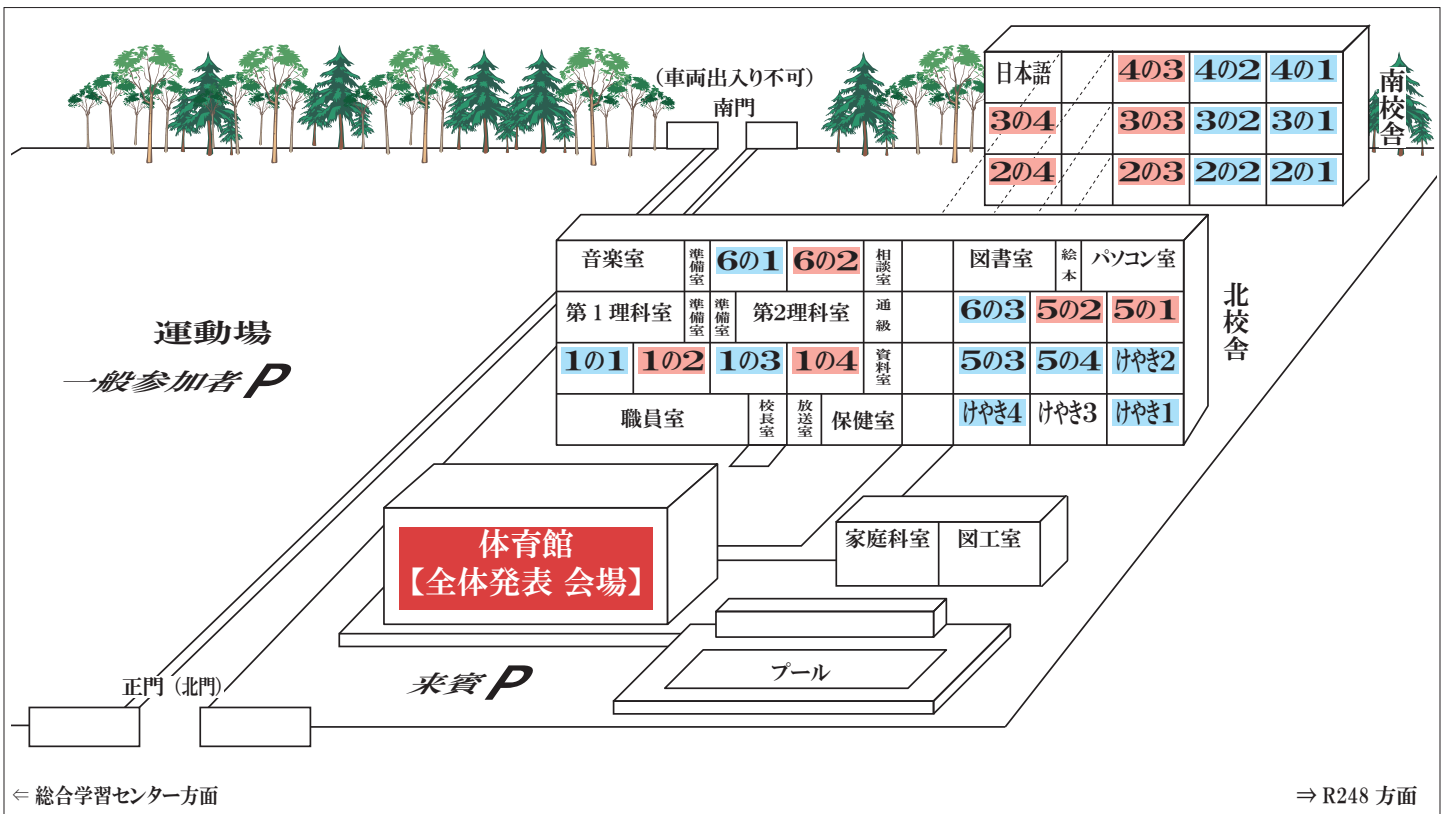 (車両出入り不可)
南門
日本語 4の3 4の2 4の1
3の4 3の3 3の2 3の1
2の4 2の3 2の2 2の1
南校舎
音楽室 準備室 6の1 6の2 相談室 図書室 絵本 パソコン室
第1理科室 準備室 準備室 第2理科室 通級 6の3 5の2 5の1
1の1 1の2 1の3 1の4 資料室 5の3 5の4 けやき2
職員室 校長室 放送室 保健室 けやき4 けやき3 けやき1
北校舎
運動場
一般参加者 P
体育館
【全体発表 会場】
家庭科室 図工室
プール
来賓 P
正門(北門)
⇐ 総合学習センター方面
⇒ R248 方面